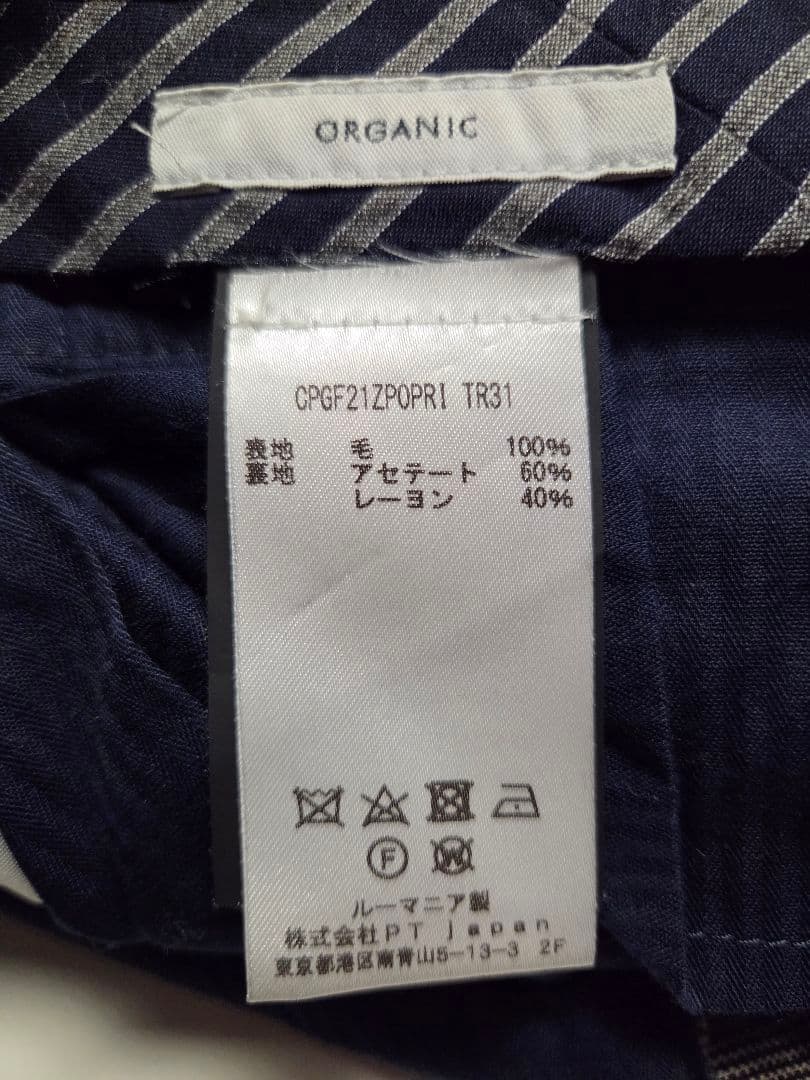 ORGANIC
CPGF21ZP0PRI TR31
表地 毛 100%
裏地 アセテート 60%
レーヨン 40%
F W
ルーマニア製
株式会社PT japan
東京都港区南青山5-13-3 2F